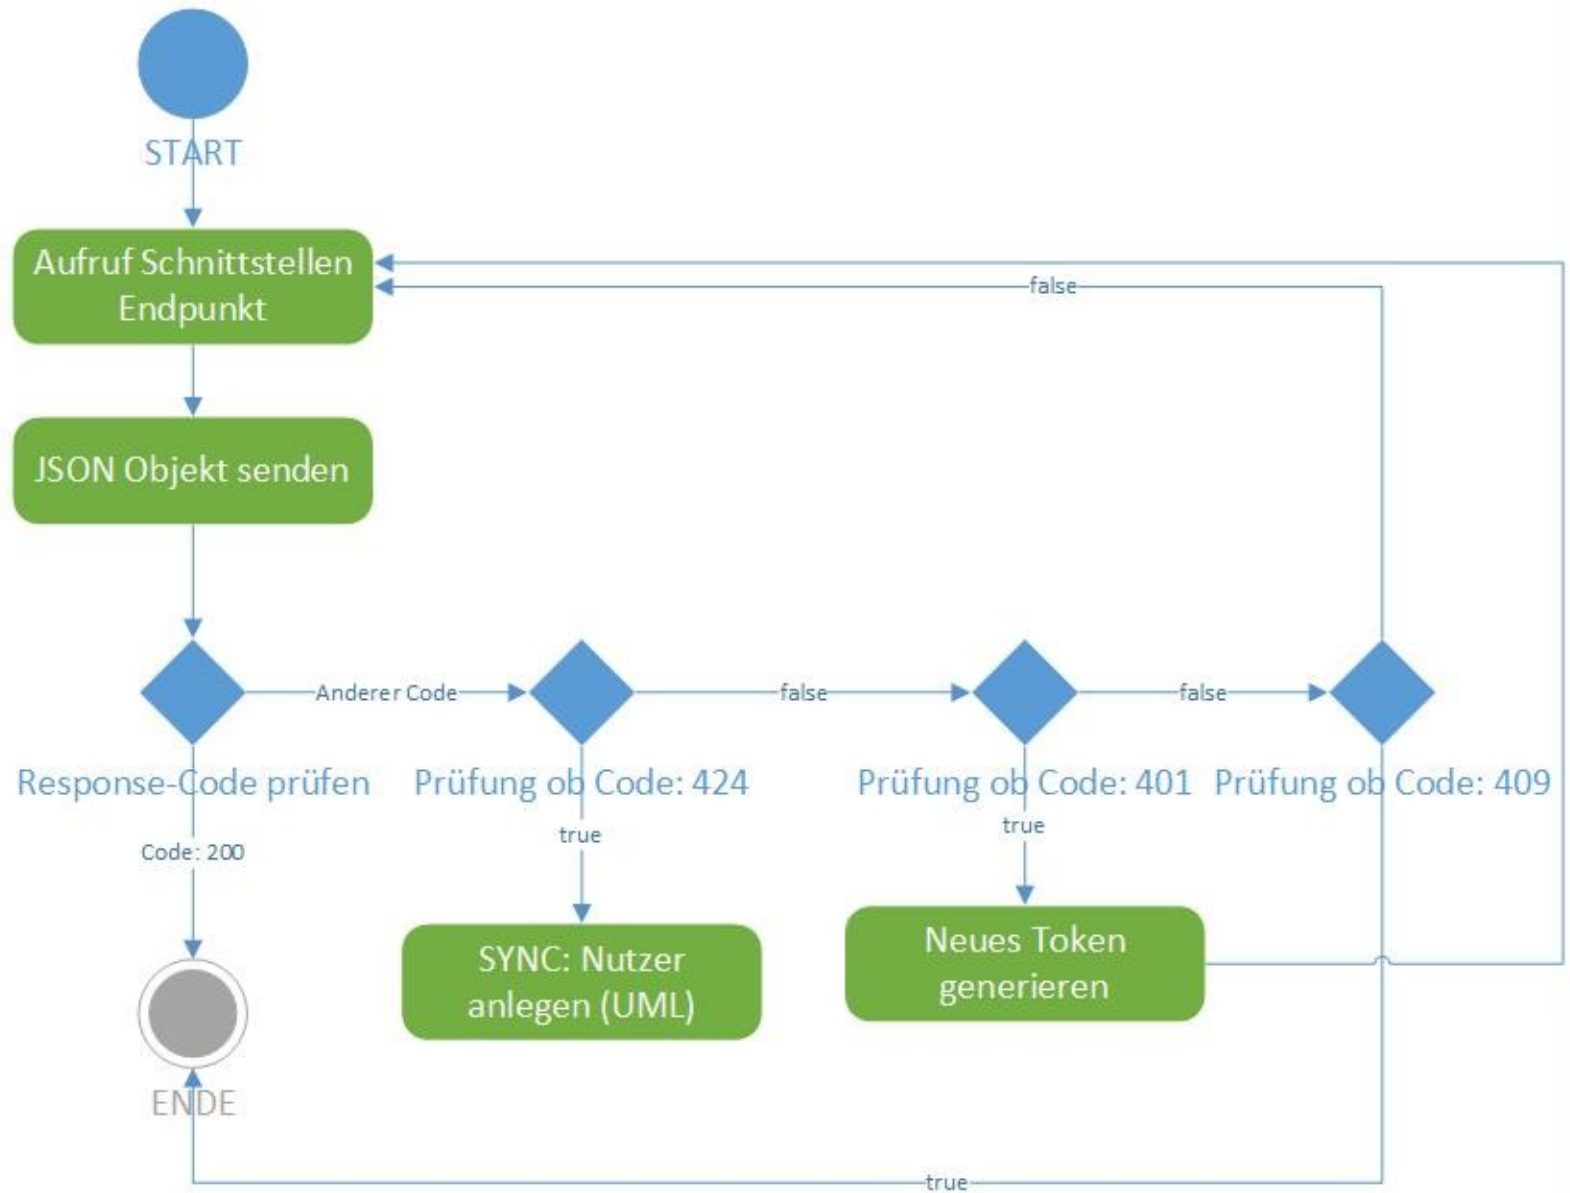 START
Aufruf Schnittstellen
Endpunkt
false
JSON Objekt senden
Anderer Code
false
false
Response-Code prüfen
Prüfung ob Code: 424
Prüfung ob Code: 401
Prüfung ob Code: 409
true
true
Code: 200
SYNC: Nutzer
anlegen (UML)
Neues Token
generieren
ENDE
true